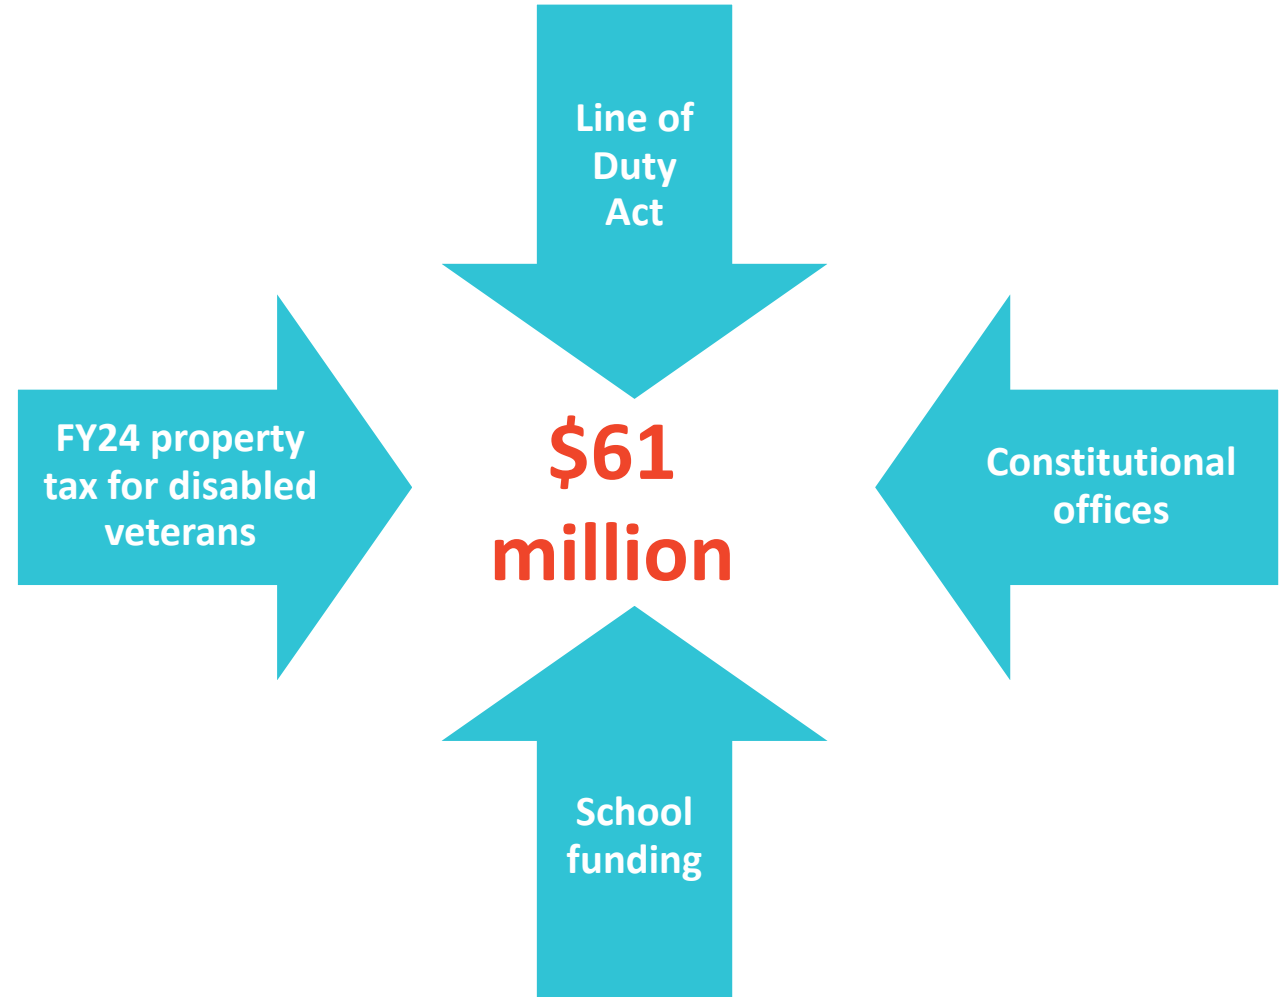 Line of
Duty
Act
FY24 property
tax for disabled
veterans
$61
million
Constitutional
offices
School
funding